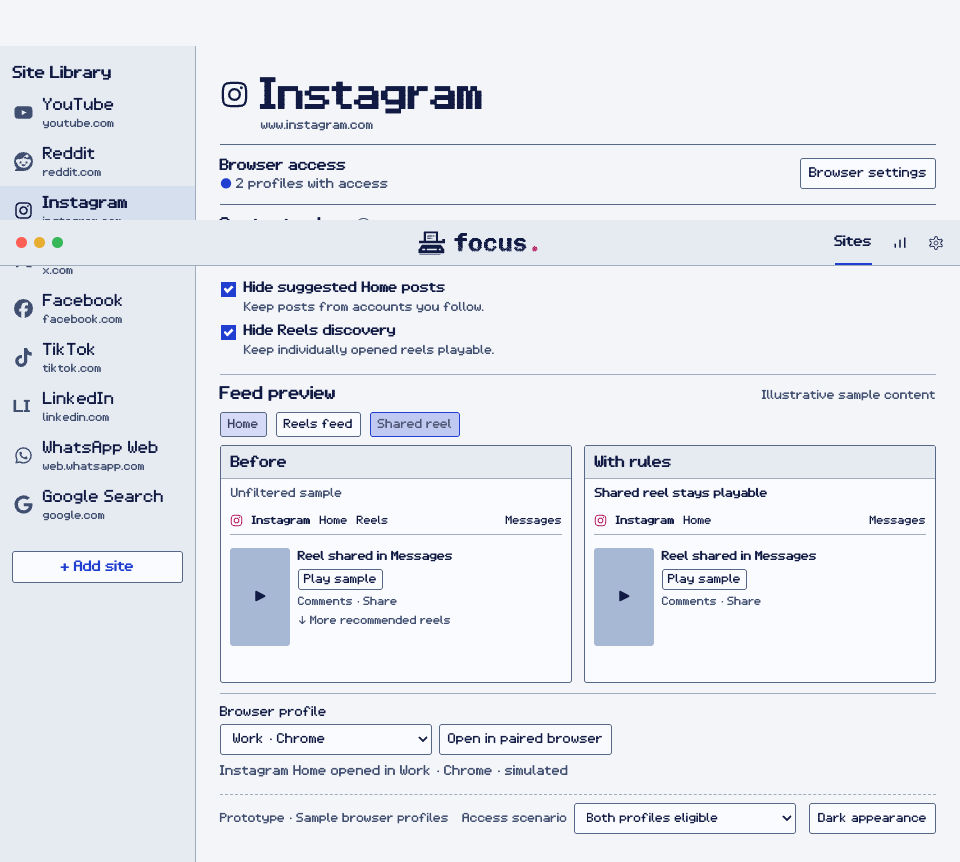 Site Library
YouTube
youtube.com
Reddit
reddit.com
Instagram
Instagram
www.instagram.com
Browser access
2 profiles with access
Browser settings
focus.
Sites
x.com
Facebook
facebook.com
TikTok
tiktok.com
LI
LinkedIn
linkedin.com
WhatsApp Web
web.whatsapp.com
Google Search
google.com
+ Add site
Hide suggested Home posts
Keep posts from accounts you follow.
Hide Reels discovery
Keep individually opened reels playable.
Feed preview
Illustrative sample content
Home
Reels feed
Shared reel
Before
Unfiltered sample
Instagram Home Reels Messages
Reel shared in Messages
Play sample
Comments · Share
↓ More recommended reels
With rules
Shared reel stays playable
Instagram Home Messages
Reel shared in Messages
Play sample
Comments · Share
Browser profile
Work · Chrome
Open in paired browser
Instagram Home opened in Work · Chrome · simulated
Prototype · Sample browser profiles
Access scenario
Both profiles eligible
Dark appearance